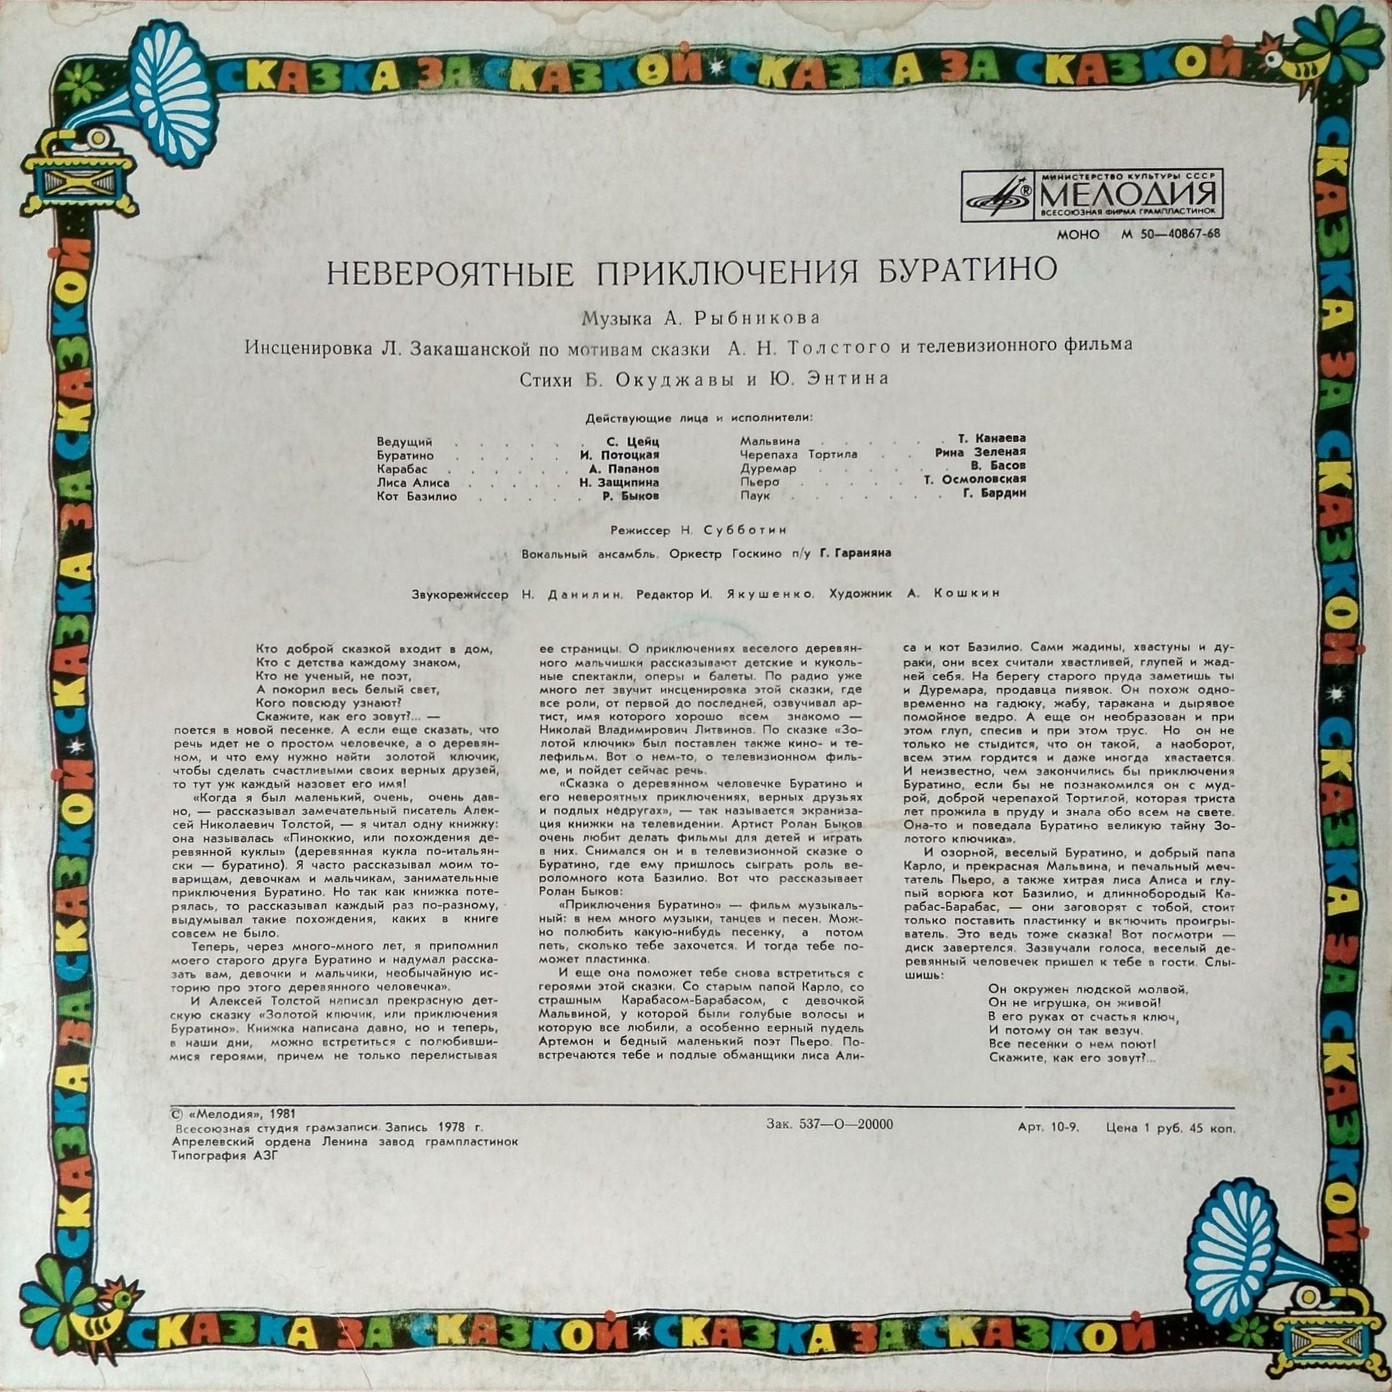 СКАЗКА ЗА СКАЗКОЙ * СКАЗКА ЗА СКАЗКОЙ
СКАЗКА ЗА СКАЗКОЙ * СКАЗКА ЗА СКАЗКОЙ
СКАЗКА ЗА СКАЗКОЙ * СКАЗКА ЗА СКАЗКОЙ
МИНИСТЕРСТВО КУЛЬТУРЫ СССР
МЕЛОДИЯ
ВСЕСОЮЗНАЯ ФИРМА ГРАМПЛАСТИНОК
МОНО М 50—40867-68
НЕВЕРОЯТНЫЕ ПРИКЛЮЧЕНИЯ БУРАТИНО
Музыка А. Рыбникова
Инсценировка Л. Закашанской по мотивам сказки А. Н. Толстого и телевизионного фильма
Стихи Б. Окуджавы и Ю. Энтина
Действующие лица и исполнители:
Ведущий . . . . . . С. Цейц
Буратино . . . . . И. Потоцкая
Карабас . . . . . А. Папанов
Лиса Алиса . . . . . Н. Защипина
Кот Базилио . . . . Р. Быков
Мальвина . . . . . . Т. Канаева
Черепаха Тортила . . Рина Зеленая
Дуремар . . . . . . В. Басов
Пьеро . . . . . Т. Осмоловская
Паук . . . . . . . Г. Бардин
Режиссер Н. Субботин
Вокальный ансамбль. Оркестр Госкино п/у Г. Гараняна
Звукорежиссер Н. Данилин. Редактор И. Якушенко. Художник А. Кошкин
Кто доброй сказкой входит в дом,
Кто с детства каждому знаком,
Кто не ученый, не поэт,
А покорил весь белый свет,
Кого повсюду узнают?
Скажите, как его зовут?... —
поется в новой песенке. А если еще сказать, что
речь идет не о простом человечке, а о деревян-
ном, и что ему нужно найти золотой ключик,
чтобы сделать счастливыми своих верных друзей,
то тут уж каждый назовет его имя!
«Когда я был маленький, очень, очень дав-
но, — рассказывал замечательный писатель Алек-
сей Николаевич Толстой, — я читал одну книжку:
она называлась «Пиноккио, или похождения де-
ревянной куклы» (деревянная кукла по-итальян-
ски — буратино). Я часто рассказывал моим то-
варищам, девочкам и мальчикам, занимательные
приключения Буратино. Но так как книжка поте-
рялась, то рассказывал каждый раз по-разному,
выдумывал такие похождения, каких в книге
совсем не было.
Теперь, через много-много лет, я припомнил
моего старого друга Буратино и надумал расска-
зать вам, девочки и мальчики, необычайную ис-
торию про этого деревянного человечка».
И Алексей Толстой написал прекрасную дет-
скую сказку «Золотой ключик, или приключения
Буратино». Книжка написана давно, но и теперь,
в наши дни, можно встретиться с полюбивши-
мися героями, причем не только перелистывая
ее страницы. О приключениях веселого деревян-
ного мальчишки рассказывают детские и куколь-
ные спектакли, оперы и балеты. По радио уже
много лет звучит инсценировка этой сказки, где
все роли, от первой до последней, озвучивал ар-
тист, имя которого хорошо всем знакомо —
Николай Владимирович Литвинов. По сказке «Зо-
лотой ключик» был поставлен также кино- и те-
лефильм. Вот о нем-то, о телевизионном филь-
ме, и пойдет сейчас речь.
«Сказка о деревянном человечке Буратино и
его невероятных приключениях, верных друзьях
и подлых недругах», — так называется экраниза-
ция книжки на телевидении. Артист Ролан Быков
очень любит делать фильмы для детей и играть
в них. Снимался он и в телевизионной сказке о
Буратино, где ему пришлось сыграть роль ве-
роломного кота Базилио. Вот что рассказывает
Ролан Быков:
«Приключения Буратино» — фильм музыкаль-
ный: в нем много музыки, танцев и песен. Мож-
но полюбить какую-нибудь песенку, а потом
петь, сколько тебе захочется. И тогда тебе по-
может пластинка.
И еще она поможет тебе снова встретиться с
героями этой сказки. Со старым папой Карло, со
страшным Карабасом-Барабасом, с девочкой
Мальвиной, у которой были голубые волосы и
которую все любили, а особенно верный пудель
Артемон и бедный маленький поэт Пьеро. По-
встречаются тебе и подлые обманщики лиса Али-
са и кот Базилио. Сами жадины, хвастуны и ду-
раки, они всех считали хвастливей, глупей и жад-
ней себя. На берегу старого пруда заметишь ты
и Дуремара, продавца пиявок. Он похож одно-
временно на гадюку, жабу, таракана и дырявое
помойное ведро. А еще он необразован и при
этом глуп, спесив и при этом трус. Но он не
только не стыдится, что он такой, а наоборот,
всем этим гордится и даже иногда хвастается.
И неизвестно, чем закончились бы приключения
Буратино, если бы не познакомился он с муд-
рой, доброй черепахой Тортилой, которая триста
лет прожила в пруду и знала обо всем на свете.
Она-то и поведала Буратино великую тайну Зо-
лотого ключика».
И озорной, веселый Буратино, и добрый папа
Карло, и прекрасная Мальвина, и печальный меч-
татель Пьеро, а также хитрая лиса Алиса и глу-
пый ворюга кот Базилио, и длиннобородый Ка-
рабас-Барабас, — они заговорят с тобой, стоит
только поставить пластинку и включить проигры-
ватель. Это ведь тоже сказка! Вот посмотри —
диск завертелся. Зазвучали голоса, веселый де-
ревянный человечек пришел к тебе в гости. Слы-
шишь:
Он окружен людской молвой,
Он не игрушка, он живой!
В его руках от счастья ключ,
И потому он так везуч.
Все песенки о нем поют!
Скажите, как его зовут?...
© «Мелодия», 1981
Всесоюзная студия грамзаписи. Запись 1978 г.
Апрелевский ордена Ленина завод грампластинок
Типография АЗГ
Зак. 537—О—20000
Арт. 10-9. Цена 1 руб. 45 коп.
СКАЗКА ЗА СКАЗКОЙ * СКАЗКА ЗА СКАЗКОЙ